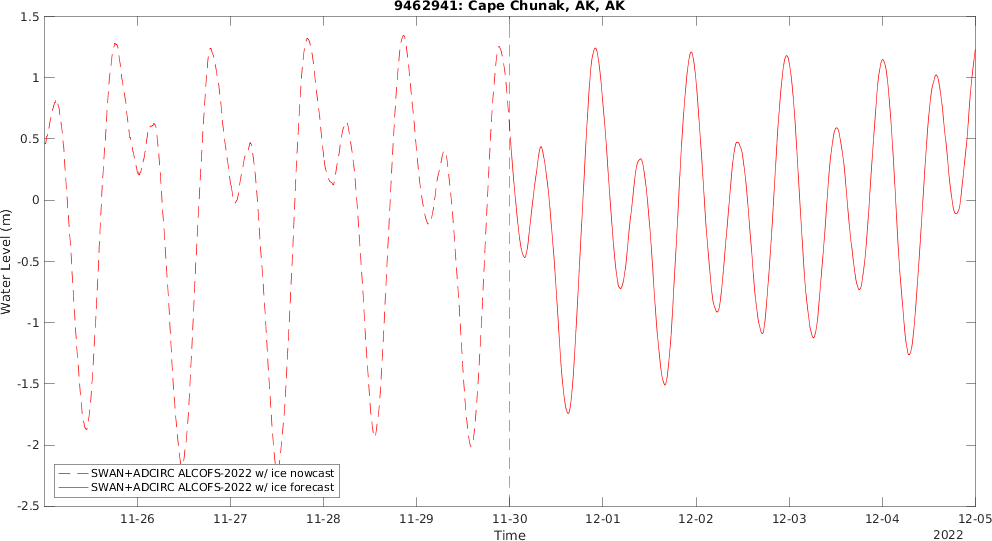 9462941: Cape Chunak, AK, AK
1.5
1
0.5
0
-0.5
-1
-1.5
-2
-2.5
Water Level (m)
SWAN+ADCIRC ALCOFS-2022 w/ ice nowcast
SWAN+ADCIRC ALCOFS-2022 w/ ice forecast
11-26 11-27 11-28 11-29 11-30 12-01 12-02 12-03 12-04 12-05
Time
2022